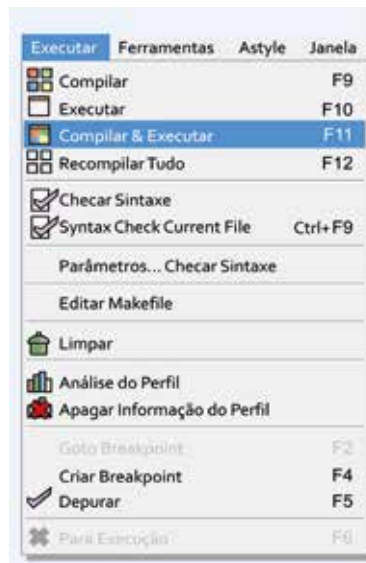 Executar Ferramentas Astyle Janela
Compilar F9
Executar F10
Compilar & Executar F11
Recompilar Tudo F12
Checar Sintaxe
Syntax Check Current File Ctrl+F9
Parâmetros... Checar Sintaxe
Editar Makefile
Limpar
Análise do Perfil
Apagar Informação do Perfil
Goto Breakpoint F2
Criar Breakpoint F4
Depurar F5
Para Execução F6